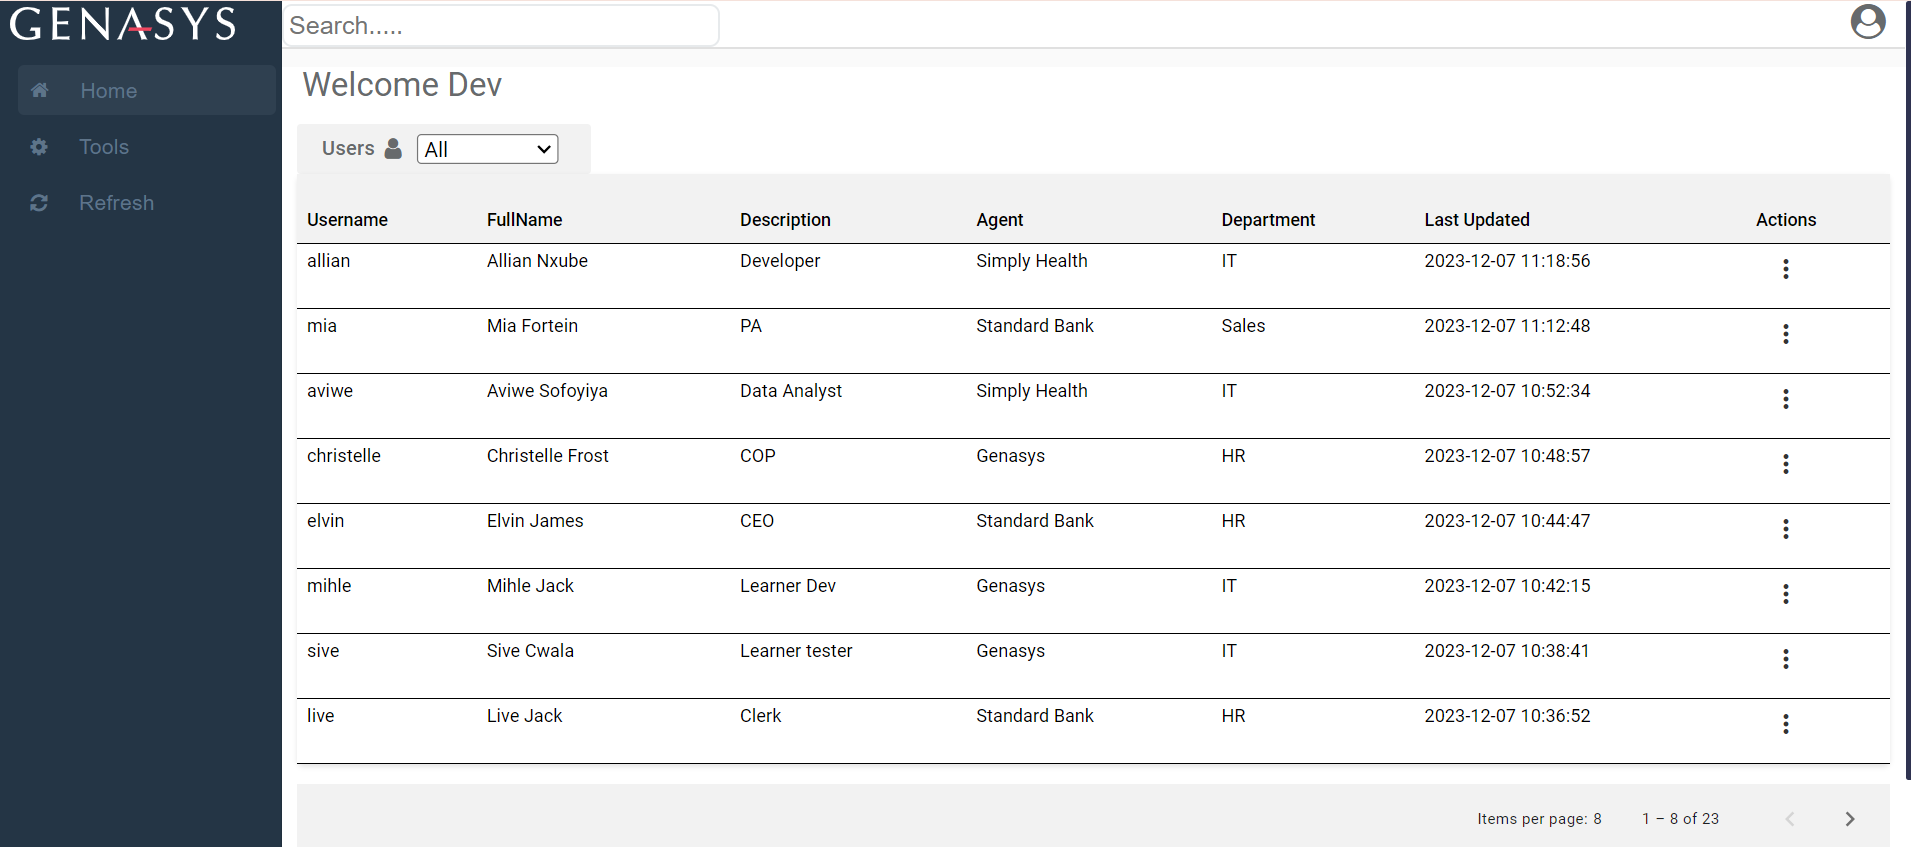 GENASYS
Search.....
Home
Tools
Refresh
Welcome Dev
Users All
Username FullName Description Agent Department Last Updated Actions
allian Allian Nxube Developer Simply Health IT 2023-12-07 11:18:56
mia Mia Fortein PA Standard Bank Sales 2023-12-07 11:12:48
aviwe Aviwe Sofoyiya Data Analyst Simply Health IT 2023-12-07 10:52:34
christelle Christelle Frost COP Genasys HR 2023-12-07 10:48:57
elvin Elvin James CEO Standard Bank HR 2023-12-07 10:44:47
mihle Mihle Jack Learner Dev Genasys IT 2023-12-07 10:42:15
sive Sive Cwala Learner tester Genasys IT 2023-12-07 10:38:41
live Live Jack Clerk Standard Bank HR 2023-12-07 10:36:52
Items per page: 8 1 – 8 of 23